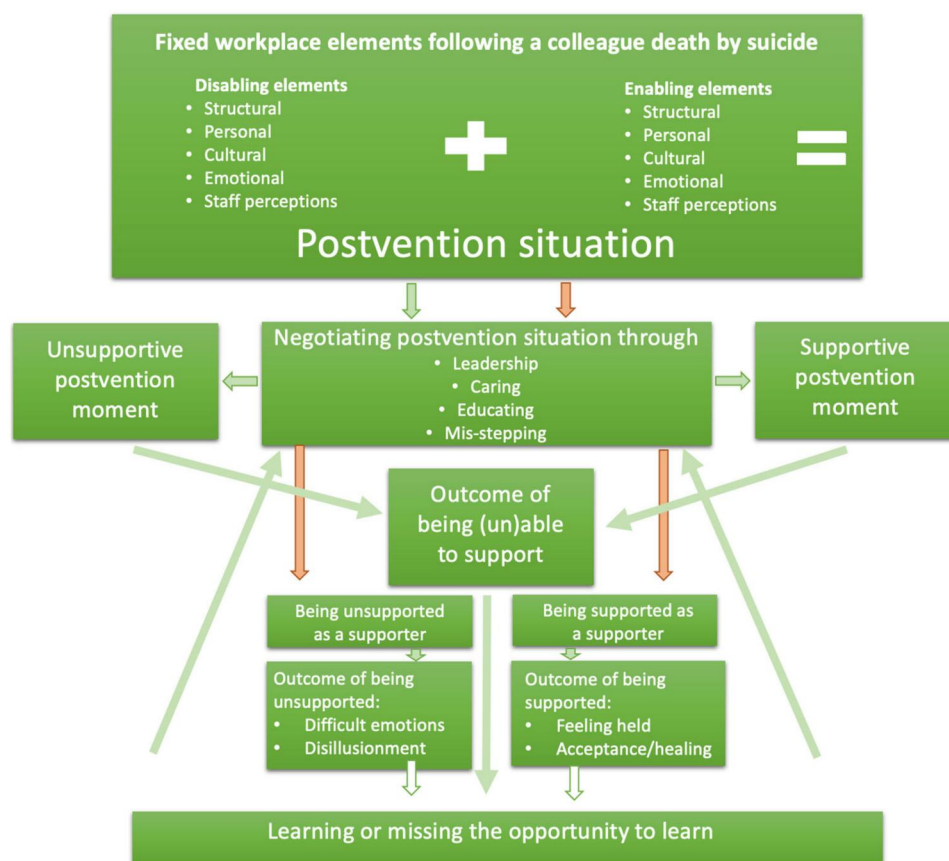 Fixed workplace elements following a colleague death by suicide
Disabling elements
• Structural
• Personal
• Cultural
• Emotional
• Staff perceptions
Enabling elements
• Structural
• Personal
• Cultural
• Emotional
• Staff perceptions
Postvention situation
Unsupportive
postvention
moment
Negotiating postvention situation through
• Leadership
• Caring
• Educating
• Mis-stepping
Supportive
postvention
moment
Outcome of
being (un)able
to support
Being unsupported
as a supporter
Being supported as
a supporter
Outcome of being
unsupported:
• Difficult emotions
• Disillusionment
Outcome of being
supported:
• Feeling held
• Acceptance/healing
Learning or missing the opportunity to learn